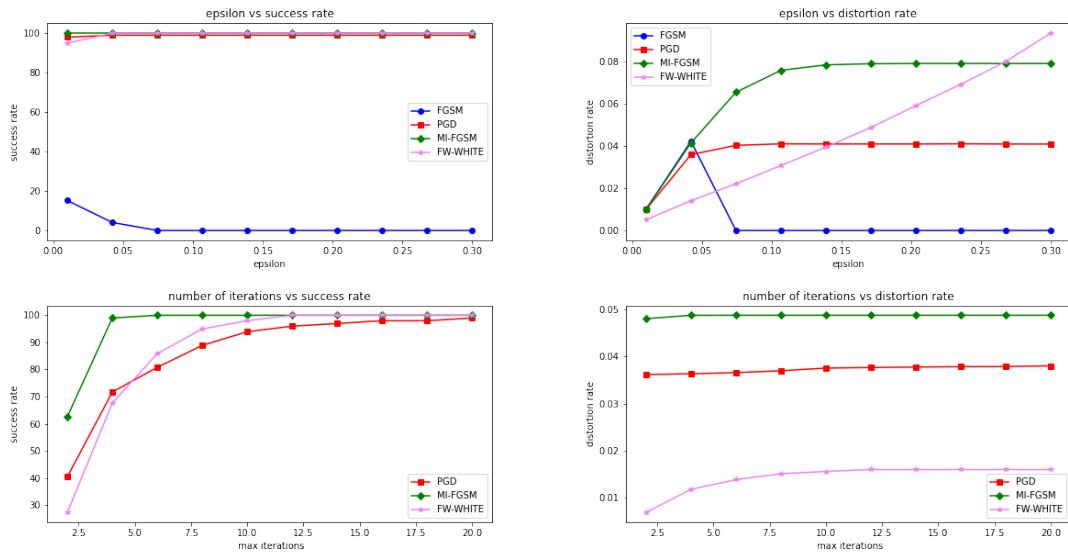 epsilon vs success rate
100
80
60
40
20
0
success rate
FGSM
PGD
MI-FGSM
FW-WHITE
0.00 0.05 0.10 0.15 0.20 0.25 0.30
epsilon
epsilon vs distortion rate
0.08
0.06
0.04
0.02
0.00
distortion rate
FGSM
PGD
MI-FGSM
FW-WHITE
0.00 0.05 0.10 0.15 0.20 0.25 0.30
epsilon
number of iterations vs success rate
100
90
80
70
60
50
40
30
success rate
PGD
MI-FGSM
FW-WHITE
2.5 5.0 7.5 10.0 12.5 15.0 17.5 20.0
max iterations
number of iterations vs distortion rate
0.05
0.04
0.03
0.02
0.01
distortion rate
PGD
MI-FGSM
FW-WHITE
2.5 5.0 7.5 10.0 12.5 15.0 17.5 20.0
max iterations